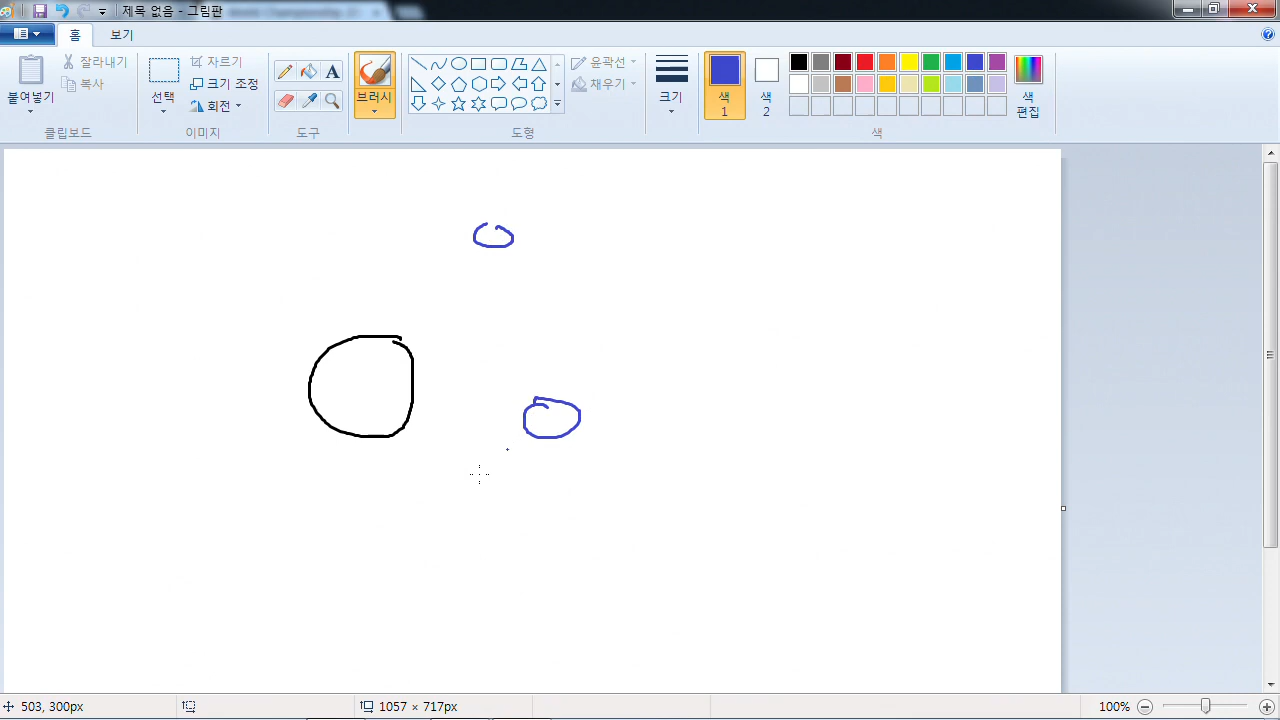 제목 없음 - 그림판
홈 보기
붙여넣기
잘라내기
복사
클립보드
선택
자르기
크기 조정
회전
이미지
A
도구
브러시
윤곽선
채우기
도형
크기
색
1
색
2
색
편집
색
503, 300px
1057 × 717px
100%